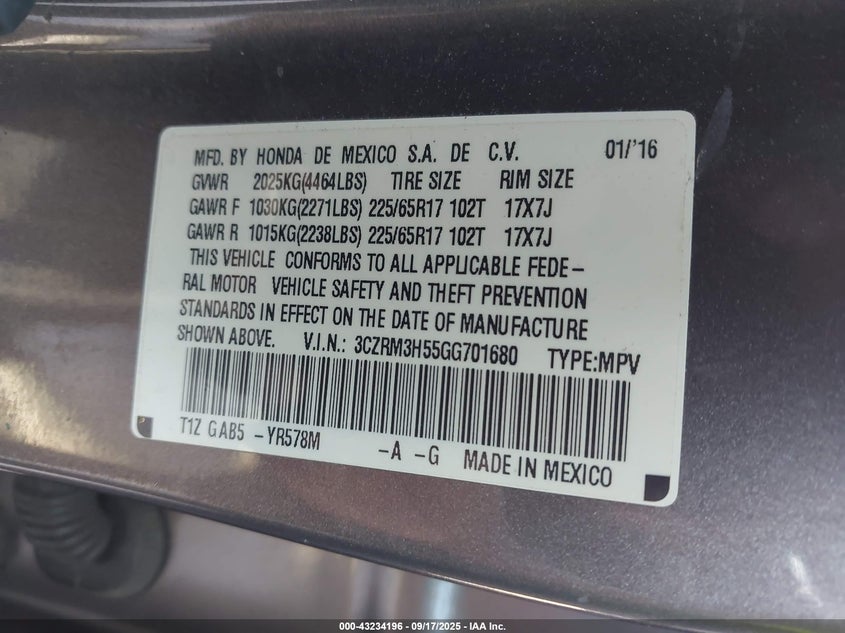 MFD. BY HONDA DE MEXICO S.A. DE C.V. 01/'16
GVWR 2025KG(4464LBS) TIRE SIZE RIM SIZE
GAWR F 1030KG(2271LBS) 225/65R17 102T 17X7J
GAWR R 1015KG(2238LBS) 225/65R17 102T 17X7J
THIS VEHICLE CONFORMS TO ALL APPLICABLE FEDE-
RAL MOTOR VEHICLE SAFETY AND THEFT PREVENTION
STANDARDS IN EFFECT ON THE DATE OF MANUFACTURE
SHOWN ABOVE. V.I.N.: 3CZRM3H55GG701680 TYPE:MPV
T1Z GAB5 -YR578M -A -G MADE IN MEXICO
000-43234196 - 09/17/2025 - IAA Inc.